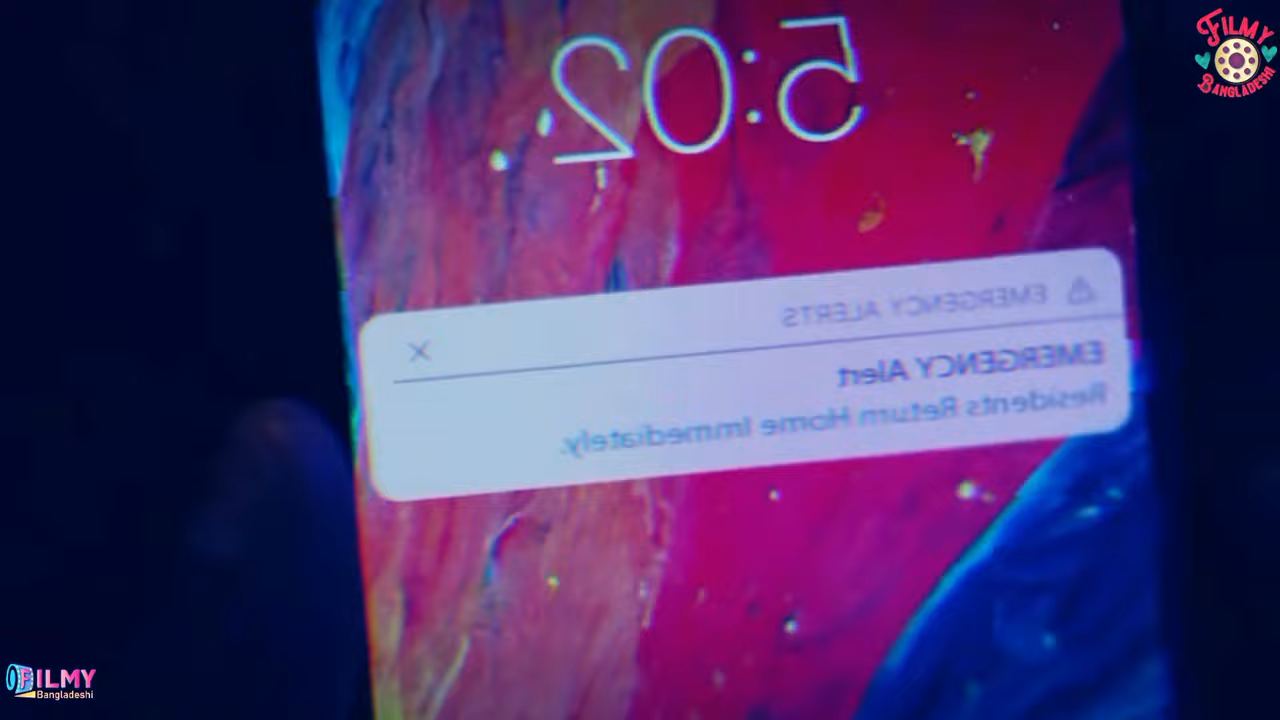 FILMY
BANGLADESHI
5:02
EMERGENCY ALERTS
EMERGENCY Alert
Residents Return Home Immediately.
FILMY
Bangladeshi